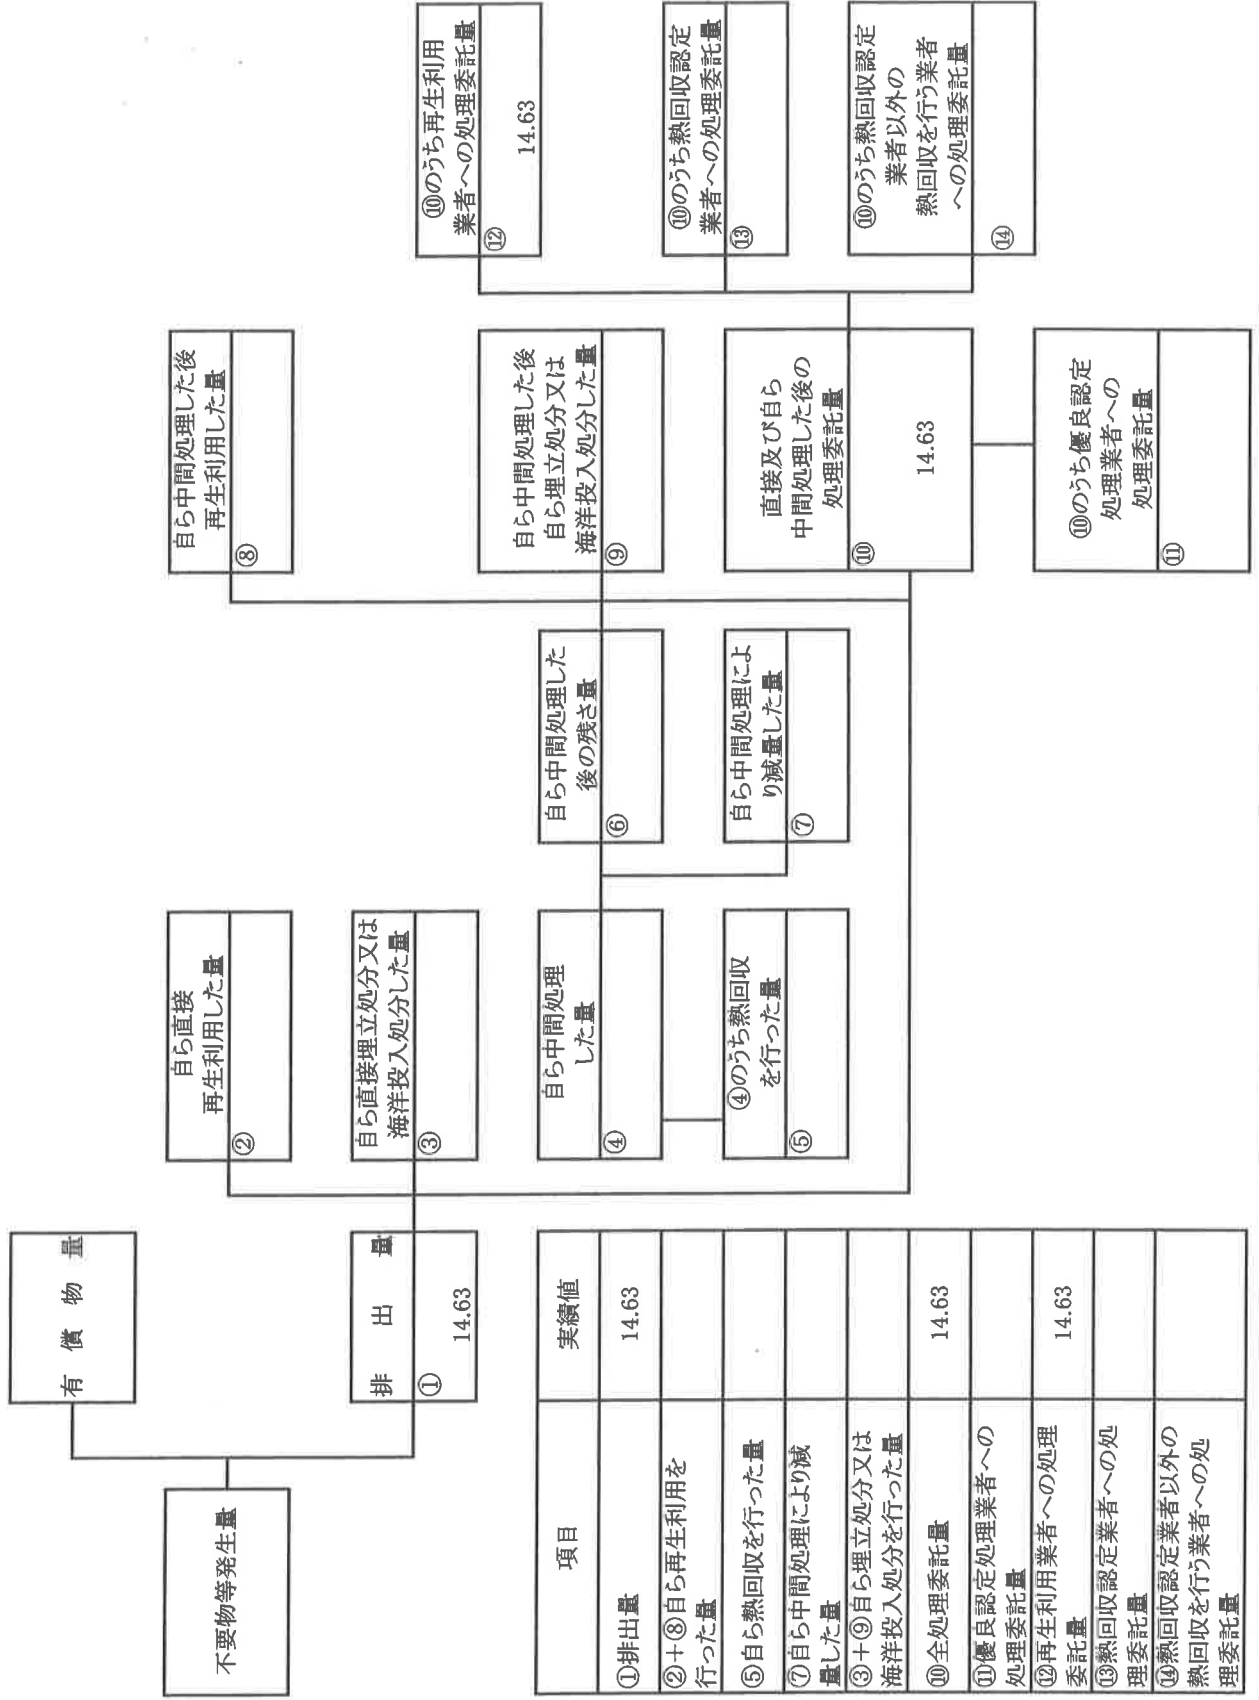 不要物等発生量
有償物量
排出量
①
14.63
自ら直接
再生利用した量
②
自ら直接埋立処分又は
海洋投入処分した量
③
自ら中間処理
した量
④
④のうち熱回収
を行った量
⑤
自ら中間処理した
後の残さ量
⑥
自ら中間処理によ
り減量した量
⑦
自ら中間処理した後
再生利用した量
⑧
自ら中間処理した後
自ら埋立処分又は
海洋投入処分した量
⑨
直接及び自ら
中間処理した後の
処理委託量
⑩
14.63
⑩のうち優良認定
処理業者への
処理委託量
⑪
⑩のうち再生利用
業者への処理委託量
⑫
14.63
⑩のうち熱回収認定
業者への処理委託量
⑬
⑩のうち熱回収認定
業者以外の
熱回収を行う業者
への処理委託量
⑭
項目 実績値
①排出量 14.63
②+⑧自ら再生利用を
行った量
⑤自ら熱回収を行った量
⑦自ら中間処理により減
量した量
③+⑨自ら埋立処分又は
海洋投入処分を行った量
⑩全処理委託量 14.63
⑪優良認定処理業者への
処理委託量
⑫再生利用業者への処理
委託量 14.63
⑬熱回収認定業者への処
理委託量
⑭熱回収認定業者以外の
熱回収を行う業者への処
理委託量